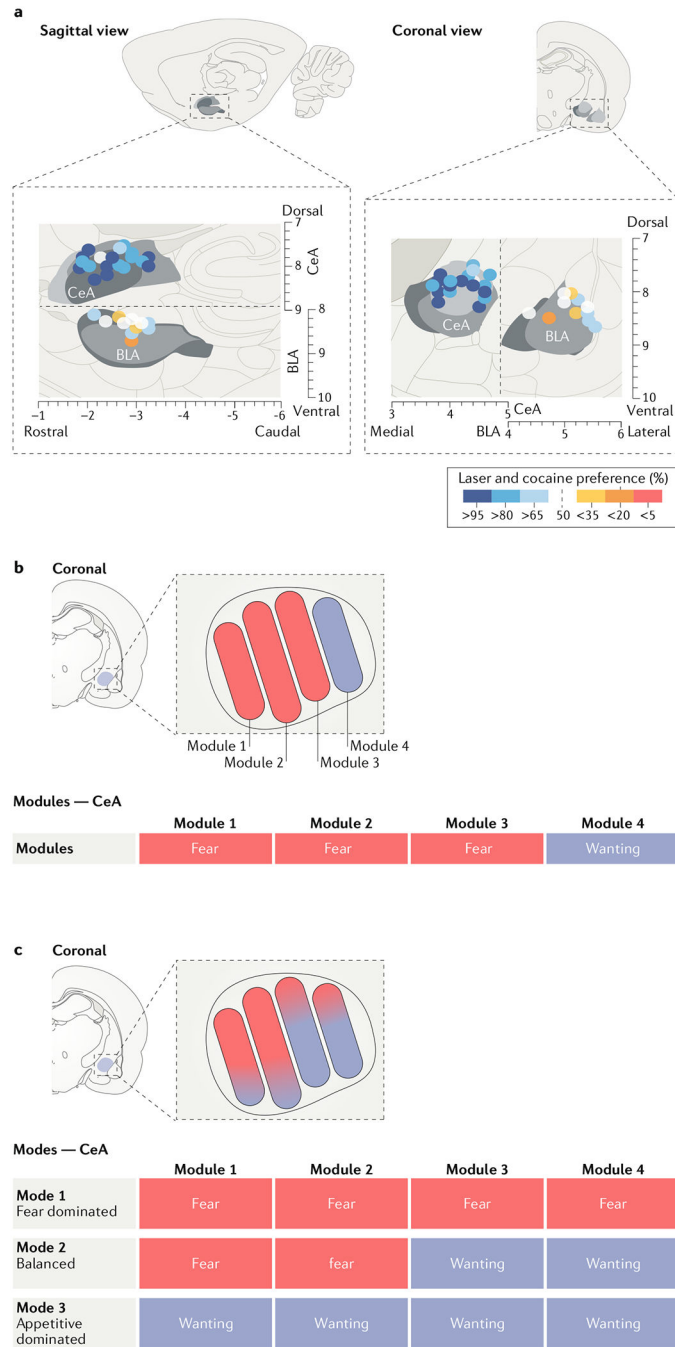 a
Sagittal view
Coronal view
Dorsal
7
8
CeA
9
8
9
BLA
10
CeA
BLA
–1 –2 –3 –4 –5 –6
Ventral
Rostral
Caudal
Dorsal
7
8
9
10
CeA
BLA
Ventral
3 4 5
CeA
Medial
BLA
4 5 6
Lateral
Laser and cocaine preference (%)
>95 >80 >65 50 <35 <20 <5
b
Coronal
Module 1
Module 2
Module 3
Module 4
Modules — CeA
Module 1 Module 2 Module 3 Module 4
Modules Fear Fear Fear Wanting
c
Coronal
Modes — CeA
Module 1 Module 2 Module 3 Module 4
Mode 1
Fear dominated
Fear Fear Fear Fear
Mode 2
Balanced
Fear fear Wanting Wanting
Mode 3
Appetitive
dominated
Wanting Wanting Wanting Wanting